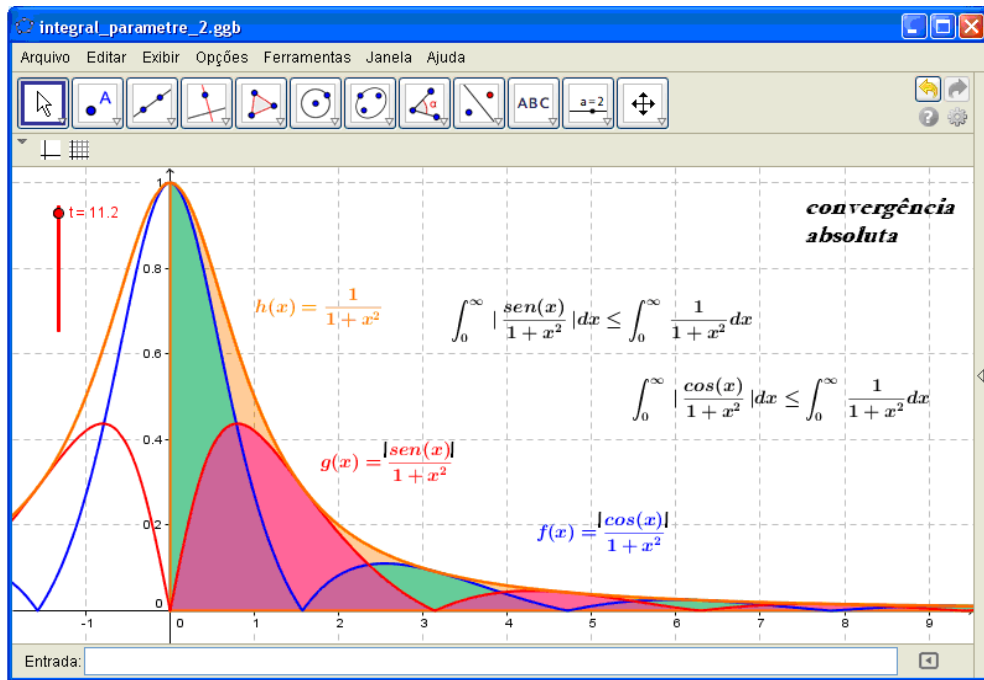 integral_parametre_2.ggb
Arquivo Editar Exibir Opções Ferramentas Janela Ajuda
A α ABC a=2
convergência
absoluta
t = 11.2
h(x) = 1 / 1 + x²
∫₀^∞ | sen(x) / 1 + x² | dx ≤ ∫₀^∞ 1 / 1 + x² dx
∫₀^∞ | cos(x) / 1 + x² | dx ≤ ∫₀^∞ 1 / 1 + x² dx
g(x) = |sen(x)| / 1 + x²
f(x) = |cos(x)| / 1 + x²
1
0.8
0.6
0.4
0.2
0
-1 0 1 2 3 4 5 6 7 8 9
Entrada: